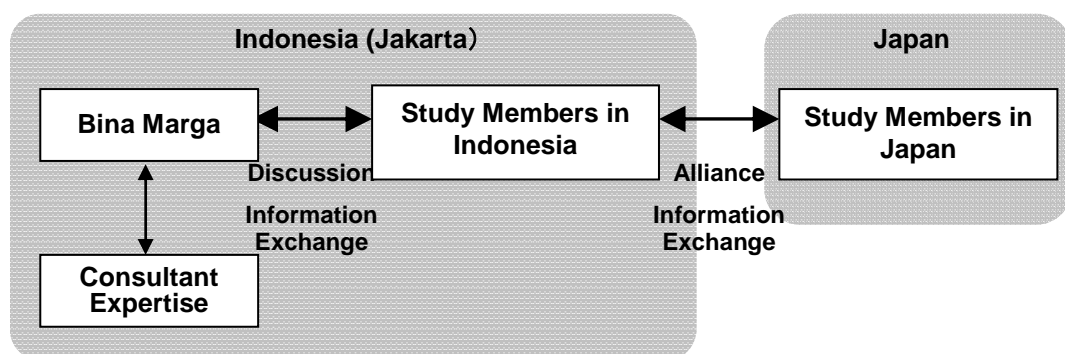 Indonesia (Jakarta）
Japan
Bina Marga
Study Members in
Indonesia
Study Members in
Japan
Discussion
Information
Exchange
Alliance
Information
Exchange
Consultant
Expertise